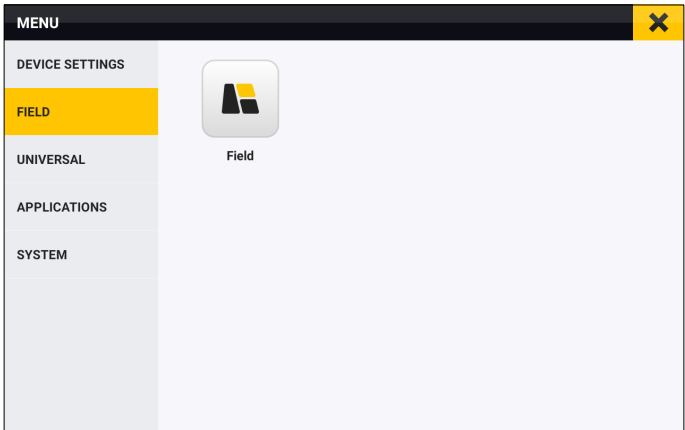 MENU
DEVICE SETTINGS
FIELD
UNIVERSAL
APPLICATIONS
SYSTEM
Field